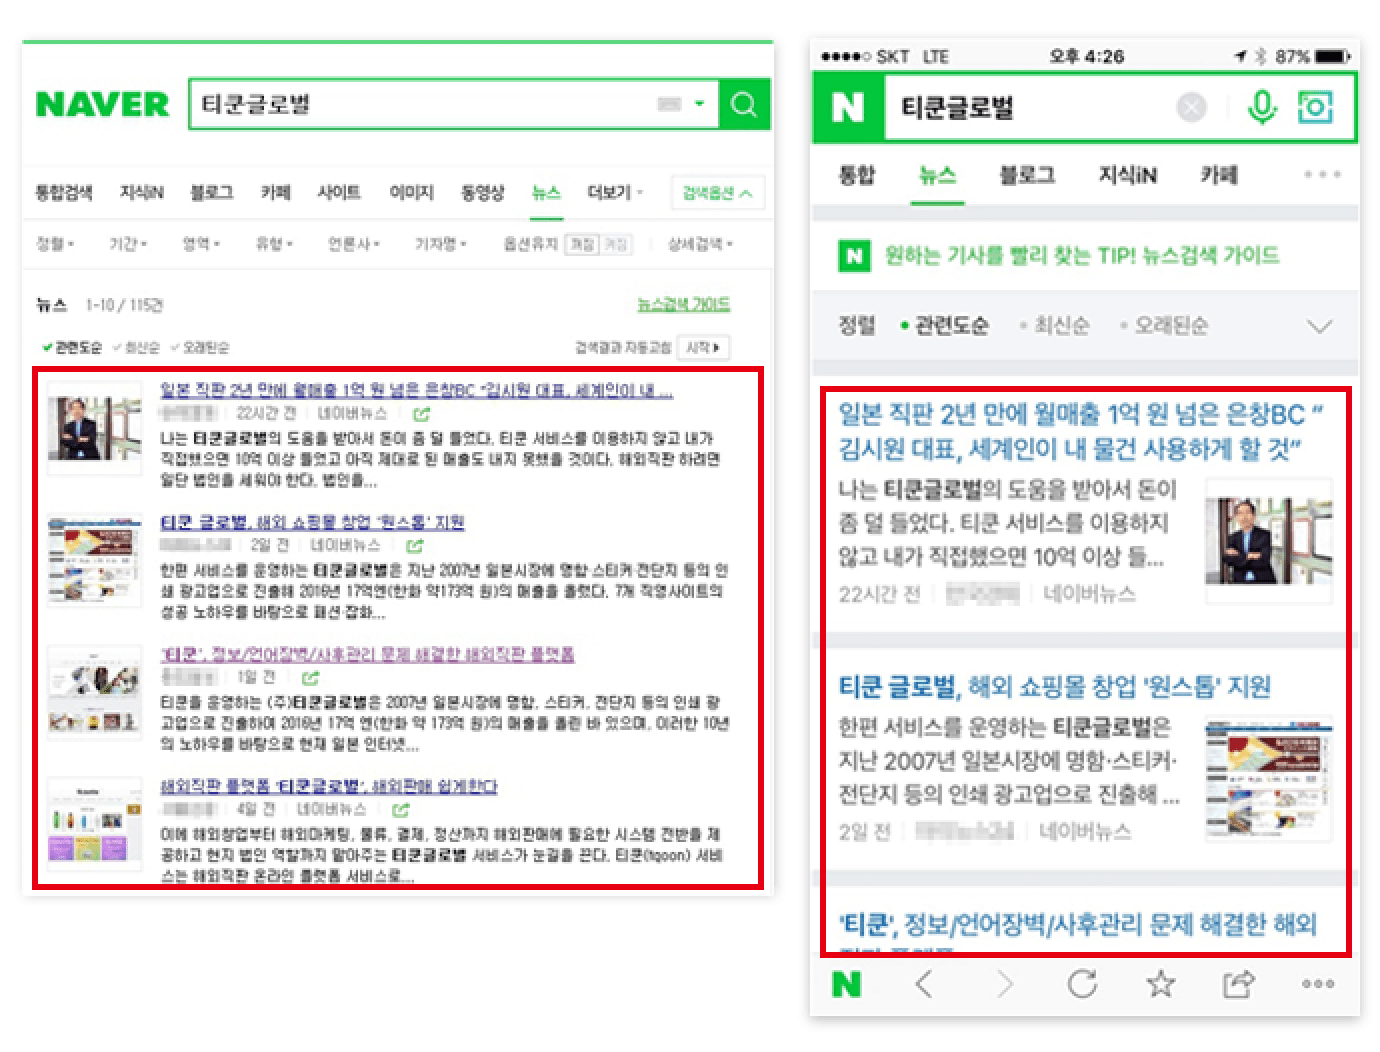 NAVER
티쿤글로벌
통합검색 지식iN 블로그 카페 사이트 이미지 동영상 뉴스 더보기 검색옵션
정렬 기간 영역 유형 언론사 기자명 옵션유지 꺼짐 켜짐 상세검색
뉴스 1-10 / 115건 뉴스검색 가이드
관련도순 최신순 오래된순 검색결과 자동고침 시작
일본 직판 2년 만에 월매출 1억 원 넘은 은창BC "김시원 대표, 세계인이 내 ...
22시간 전 네이버뉴스
나는 티쿤글로벌의 도움을 받아서 돈이 좀 덜 들었다. 티쿤 서비스를 이용하지 않고 내가
직접했으면 10억 이상 들었고 아직 제대로 된 매출도 내지 못했을 것이다. 해외직판 하려면
일단 법인을 세워야 한다. 법인을...
티쿤 글로벌, 해외 쇼핑몰 창업 '원스톱' 지원
2일 전 네이버뉴스
한편 서비스를 운영하는 티쿤글로벌은 지난 2007년 일본시장에 명함·스티커·전단지 등의 인
쇄 광고업으로 진출해 2016년 17억엔(한화 약173억 원)의 매출을 올렸다. 7개 직영사이트의
성공 노하우를 바탕으로 패션·잡화...
'티쿤', 정보/언어장벽/사후관리 문제 해결한 해외직판 플랫폼
1일 전
티쿤을 운영하는 (주)티쿤글로벌은 2007년 일본시장에 명함, 스티커, 전단지 등의 인쇄 광
고업으로 진출하여 2016년 17억 엔(한화 약 173억 원)의 매출을 올린 바 있으며, 이러한 10년
의 노하우를 바탕으로 현재 일본 인터넷...
해외직판 플랫폼 '티쿤글로벌', 해외판매 쉽게한다
4일 전 네이버뉴스
이에 해외창업부터 해외마케팅, 물류, 결제, 정산까지 해외판매에 필요한 시스템 전반을 제
공하고 현지 법인 역할까지 맡아주는 티쿤글로벌 서비스가 눈길을 끈다. 티쿤(tqoon) 서비
스는 해외직판 온라인 플랫폼 서비스로...
SKT LTE 오후 4:26 87%
N 티쿤글로벌
통합 뉴스 블로그 지식iN 카페
N 원하는 기사를 빨리 찾는 TIP! 뉴스검색 가이드
정렬 관련도순 최신순 오래된순
일본 직판 2년 만에 월매출 1억 원 넘은 은창BC "
김시원 대표, 세계인이 내 물건 사용하게 할 것"
나는 티쿤글로벌의 도움을 받아서 돈이
좀 덜 들었다. 티쿤 서비스를 이용하지
않고 내가 직접했으면 10억 이상 들...
22시간 전 네이버뉴스
티쿤 글로벌, 해외 쇼핑몰 창업 '원스톱' 지원
한편 서비스를 운영하는 티쿤글로벌은
지난 2007년 일본시장에 명함·스티커·
전단지 등의 인쇄 광고업으로 진출해 ...
2일 전 네이버뉴스
'티쿤', 정보/언어장벽/사후관리 문제 해결한 해외
N